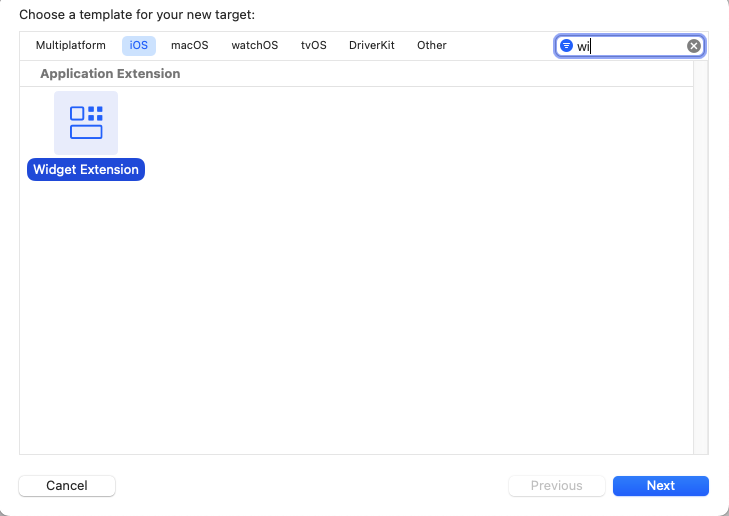 Choose a template for your new target:
Multiplatform iOS macOS watchOS tvOS DriverKit Other wi
Application Extension
Widget Extension
Cancel Previous Next